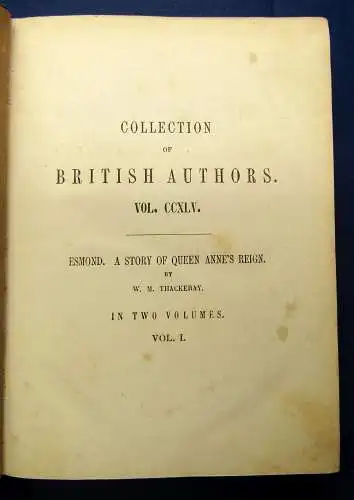 COLLECTION
OF
BRITISH AUTHORS.
VOL. CCXLV.
ESMOND. A STORY OF QUEEN ANNE'S REIGN.
BY
W. M. THACKERAY.
IN TWO VOLUMES.
VOL. I.